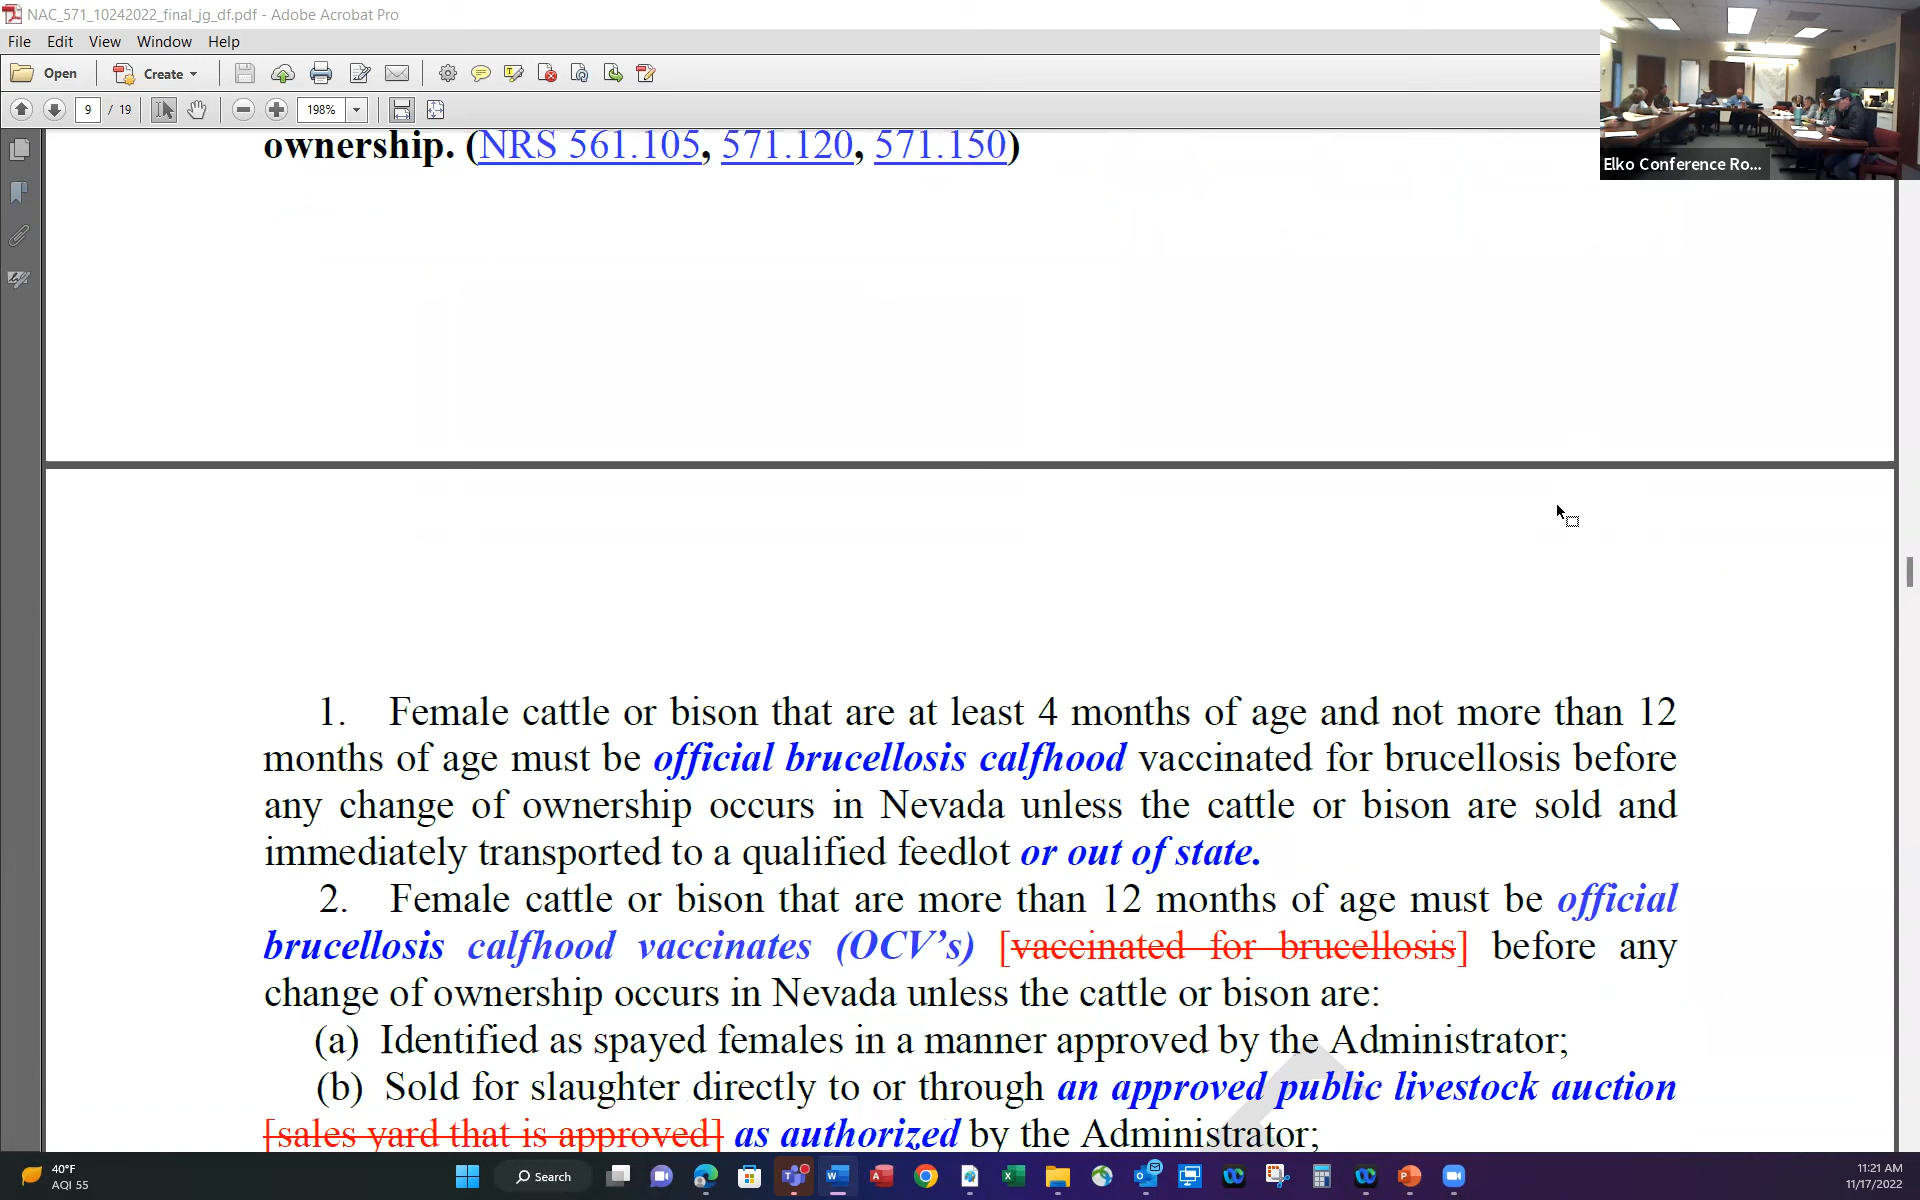 NAC_571_10242022_final_jg_df.pdf - Adobe Acrobat Pro
File Edit View Window Help
Open Create
9 / 19 198%
Elko Conference Ro...
ownership. (NRS 561.105, 571.120, 571.150)
1. Female cattle or bison that are at least 4 months of age and not more than 12
months of age must be official brucellosis calfhood vaccinated for brucellosis before
any change of ownership occurs in Nevada unless the cattle or bison are sold and
immediately transported to a qualified feedlot or out of state.
2. Female cattle or bison that are more than 12 months of age must be official
brucellosis calfhood vaccinates (OCV’s) [vaccinated for brucellosis] before any
change of ownership occurs in Nevada unless the cattle or bison are:
(a) Identified as spayed females in a manner approved by the Administrator;
(b) Sold for slaughter directly to or through an approved public livestock auction
[sales yard that is approved] as authorized by the Administrator;
40°F
AQI 55
Search
11:21 AM
11/17/2022